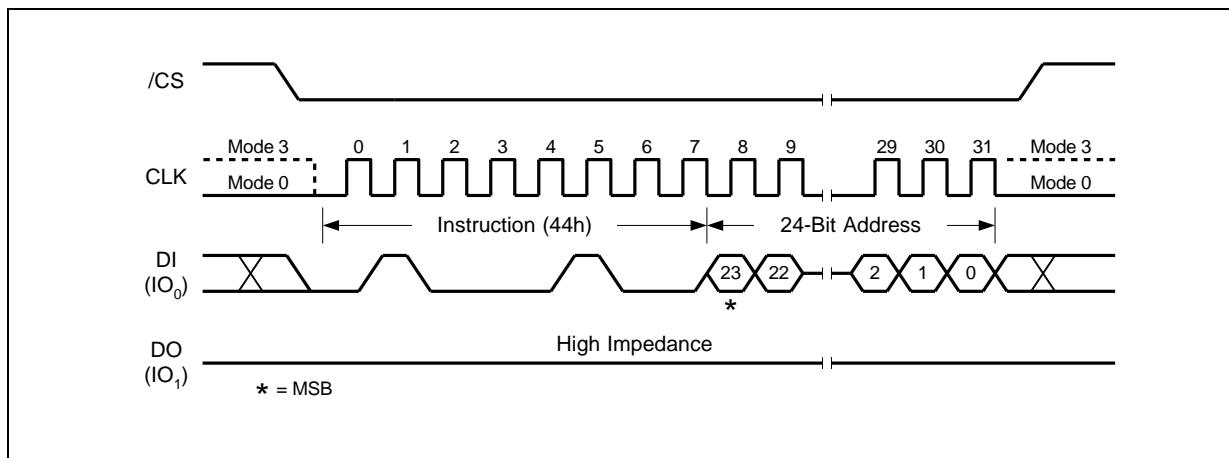 /CS
Mode 3 0 1 2 3 4 5 6 7 8 9 29 30 31 Mode 3
CLK
Mode 0 Mode 0
Instruction (44h) 24-Bit Address
DI
(IO0) 23 22 2 1 0
*
DO High Impedance
(IO1)
* = MSB